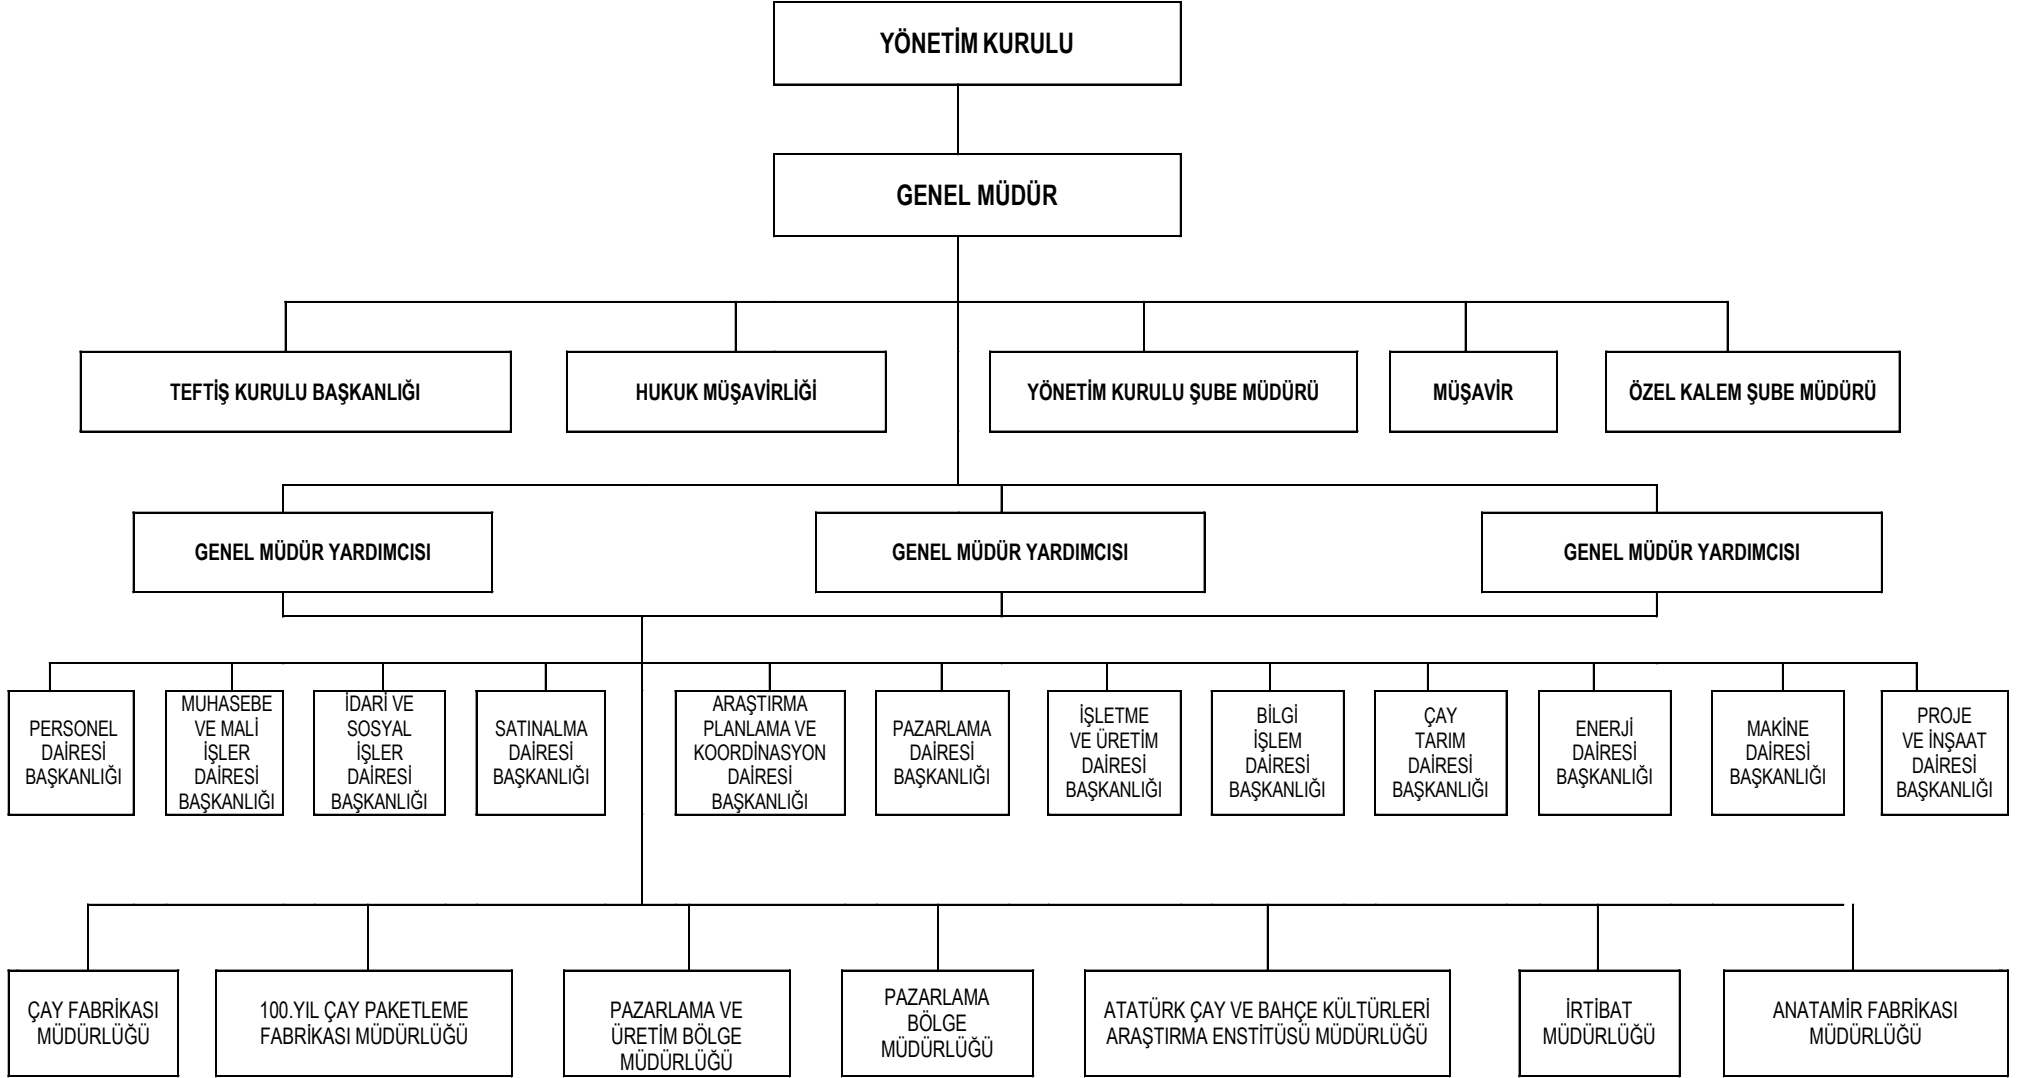 YÖNETİM KURULU
GENEL MÜDÜR
TEFTİŞ KURULU BAŞKANLIĞI
HUKUK MÜŞAVİRLİĞİ
YÖNETİM KURULU ŞUBE MÜDÜRÜ
MÜŞAVİR
ÖZEL KALEM ŞUBE MÜDÜRÜ
GENEL MÜDÜR YARDIMCISI
GENEL MÜDÜR YARDIMCISI
GENEL MÜDÜR YARDIMCISI
PERSONEL
DAİRESİ
BAŞKANLIĞI
MUHASEBE
VE MALİ
İŞLER
DAİRESİ
BAŞKANLIĞI
İDARİ VE
SOSYAL
İŞLER
DAİRESİ
BAŞKANLIĞI
SATINALMA
DAİRESİ
BAŞKANLIĞI
ARAŞTIRMA
PLANLAMA VE
KOORDİNASYON
DAİRESİ
BAŞKANLIĞI
PAZARLAMA
DAİRESİ
BAŞKANLIĞI
İŞLETME
VE ÜRETİM
DAİRESİ
BAŞKANLIĞI
BİLGİ
İŞLEM
DAİRESİ
BAŞKANLIĞI
ÇAY
TARIM
DAİRESİ
BAŞKANLIĞI
ENERJİ
DAİRESİ
BAŞKANLIĞI
MAKİNE
DAİRESİ
BAŞKANLIĞI
PROJE
VE İNŞAAT
DAİRESİ
BAŞKANLIĞI
ÇAY FABRİKASI
MÜDÜRLÜĞÜ
100.YIL ÇAY PAKETLEME
FABRİKASI MÜDÜRLÜĞÜ
PAZARLAMA VE
ÜRETİM BÖLGE
MÜDÜRLÜĞÜ
PAZARLAMA
BÖLGE
MÜDÜRLÜĞÜ
ATATÜRK ÇAY VE BAHÇE KÜLTÜRLERİ
ARAŞTIRMA ENSTİTÜSÜ MÜDÜRLÜĞÜ
İRTİBAT
MÜDÜRLÜĞÜ
ANATAMİR FABRİKASI
MÜDÜRLÜĞÜ